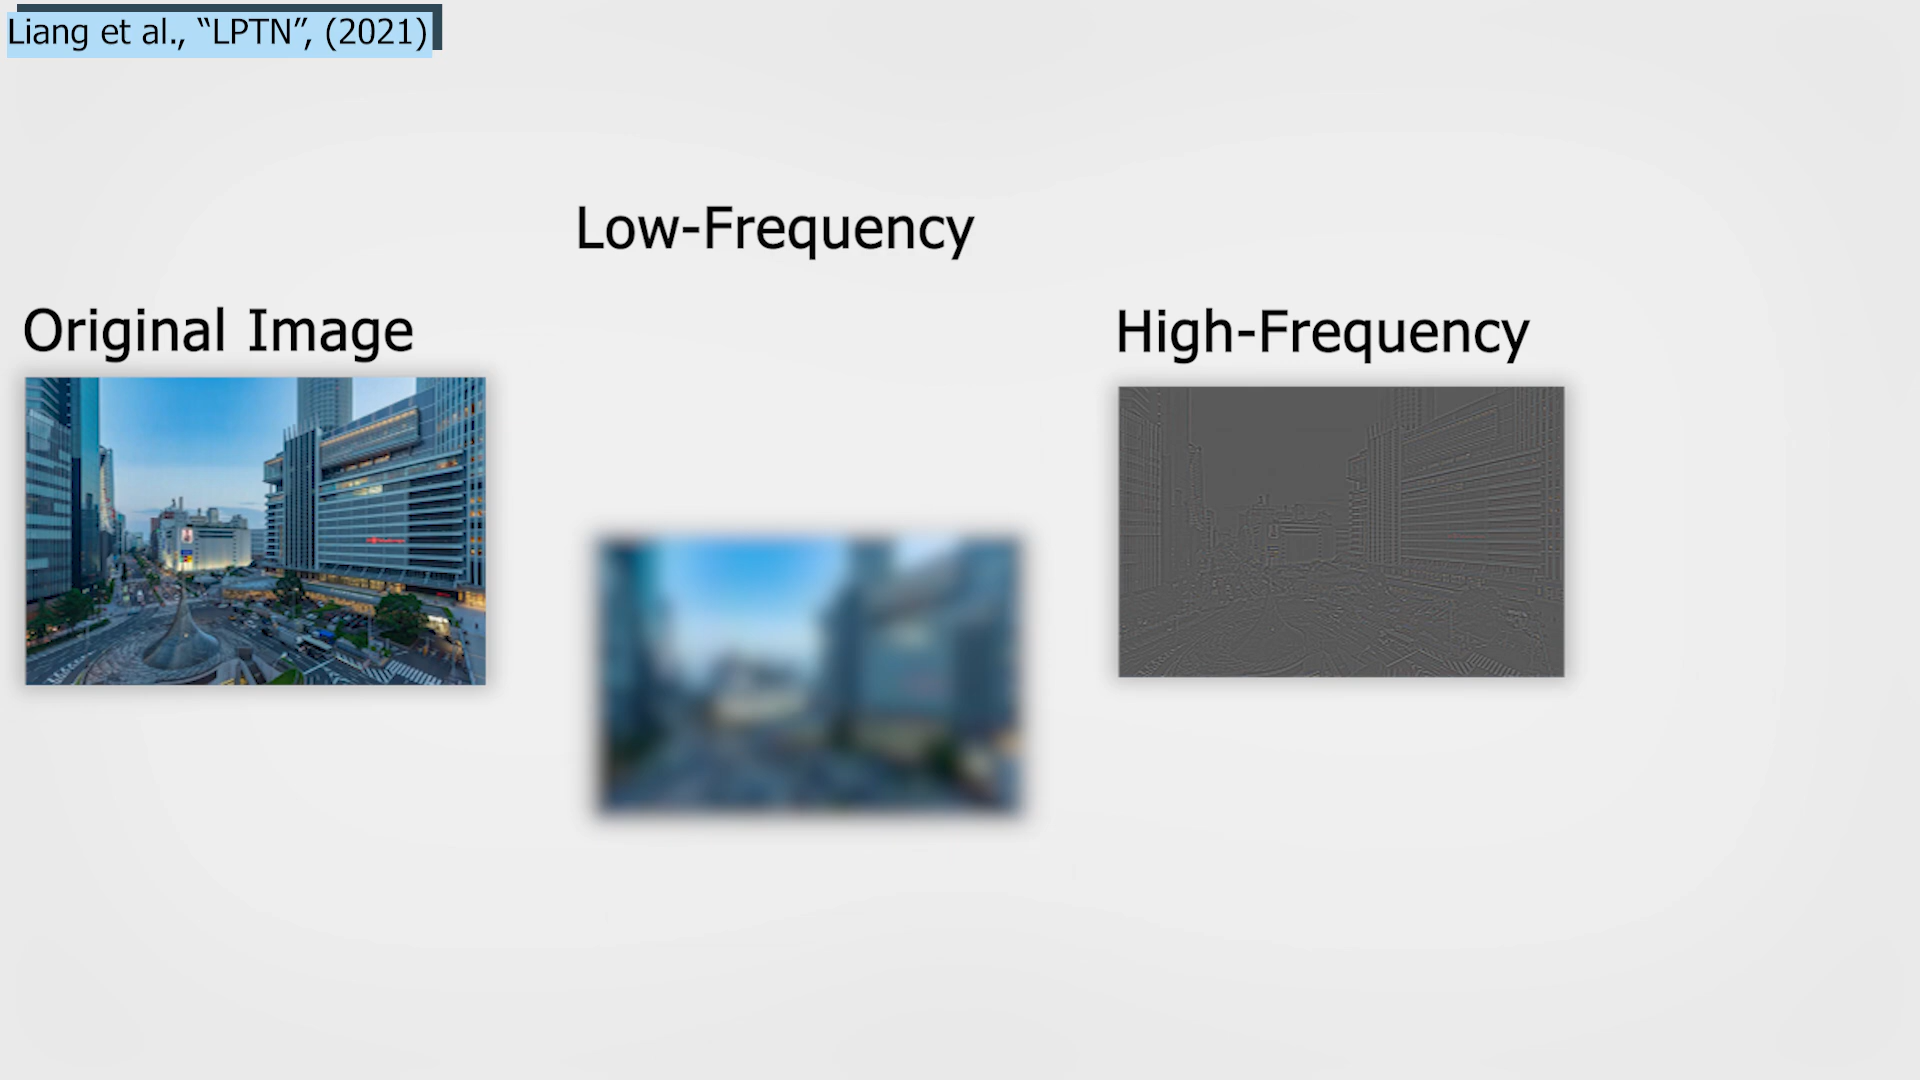 Liang et al., “LPTN”, (2021)
Low-Frequency
Original Image
High-Frequency